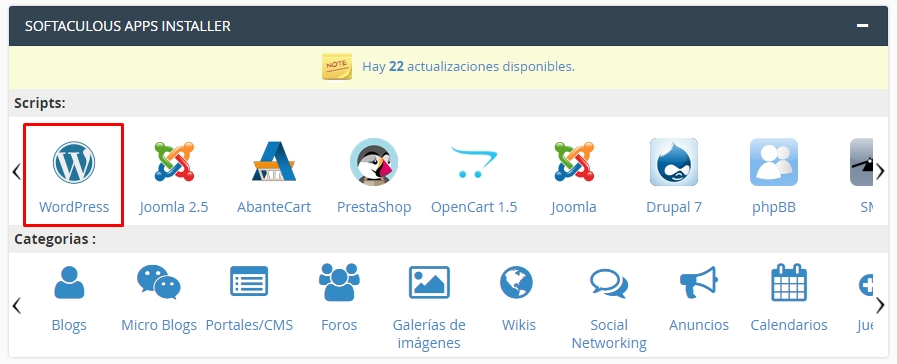 SOFTACULOUS APPS INSTALLER
NOTE
Hay 22 actualizaciones disponibles.
Scripts:
WordPress
Joomla 2.5
AbanteCart
PrestaShop
OpenCart 1.5
Joomla
Drupal 7
phpBB
Categorias :
Blogs
Micro Blogs
Portales/CMS
Foros
Galerías de
imágenes
Wikis
Social
Networking
Anuncios
Calendarios